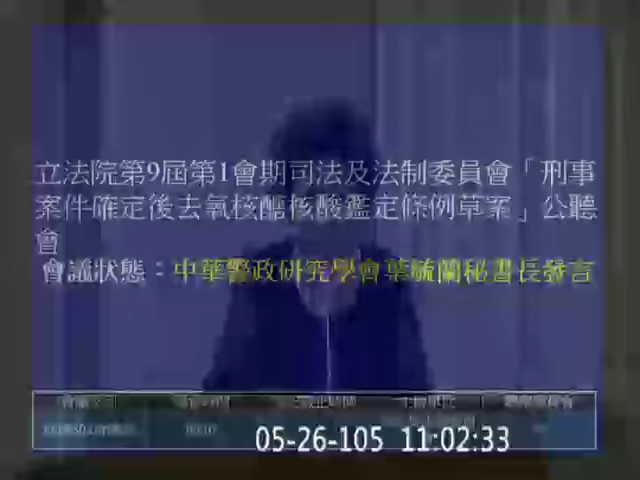 立法院第9屆第1會期司法及法制委員會「刑事
案件確定後去氧核醣核酸鑑定條例草案」公聽
會
會議狀態：中華警政研究學會葉毓蘭秘書長發言
05-26-105 11:02:33